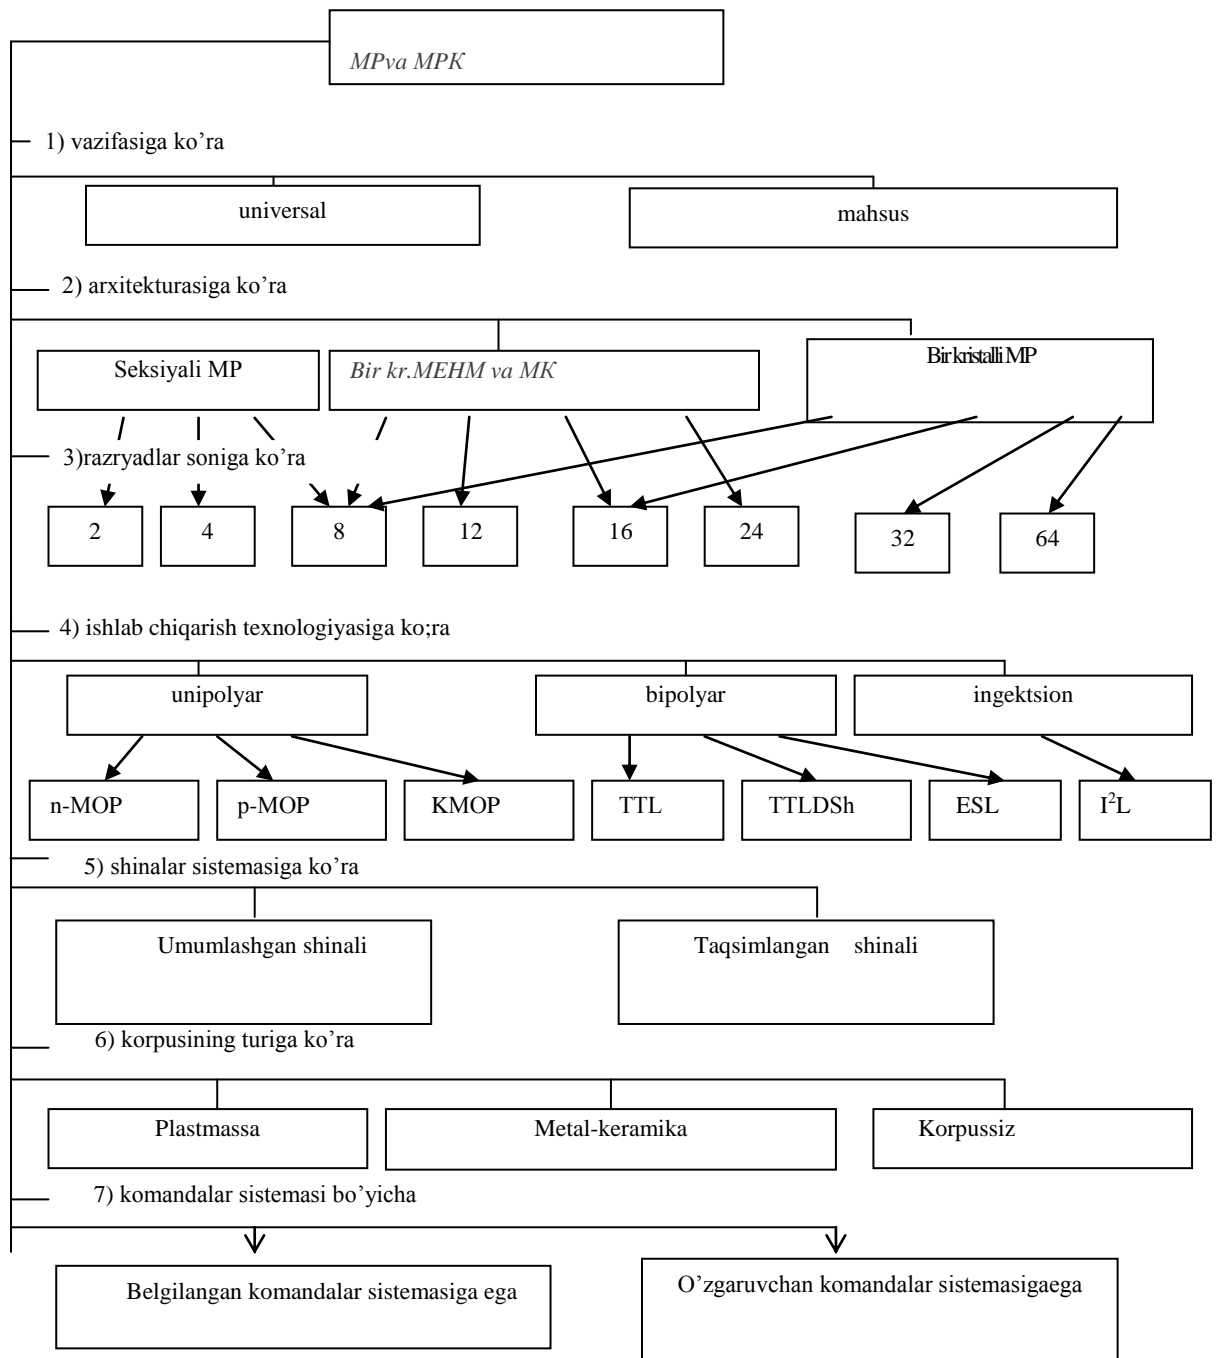 MPva MPK
1) vazifasiga ko’ra
universal
mahsus
2) arxitekturasiga ko’ra
Seksiyali MP
Bir kr.MEHM va MK
Bir kristalli MP
3)razryadlar soniga ko’ra
2
4
8
12
16
24
32
64
4) ishlab chiqarish texnologiyasiga ko;ra
unipolyar
bipolyar
ingektsion
n-MOP
p-MOP
KMOP
TTL
TTLDSh
ESL
I²L
5) shinalar sistemasiga ko’ra
Umumlashgan shinali
Taqsimlangan shinali
6) korpusining turiga ko’ra
Plastmassa
Metal-keramika
Korpussiz
7) komandalar sistemasi bo’yicha
Belgilangan komandalar sistemasiga ega
O’zgaruvchan komandalar sistemasigaega